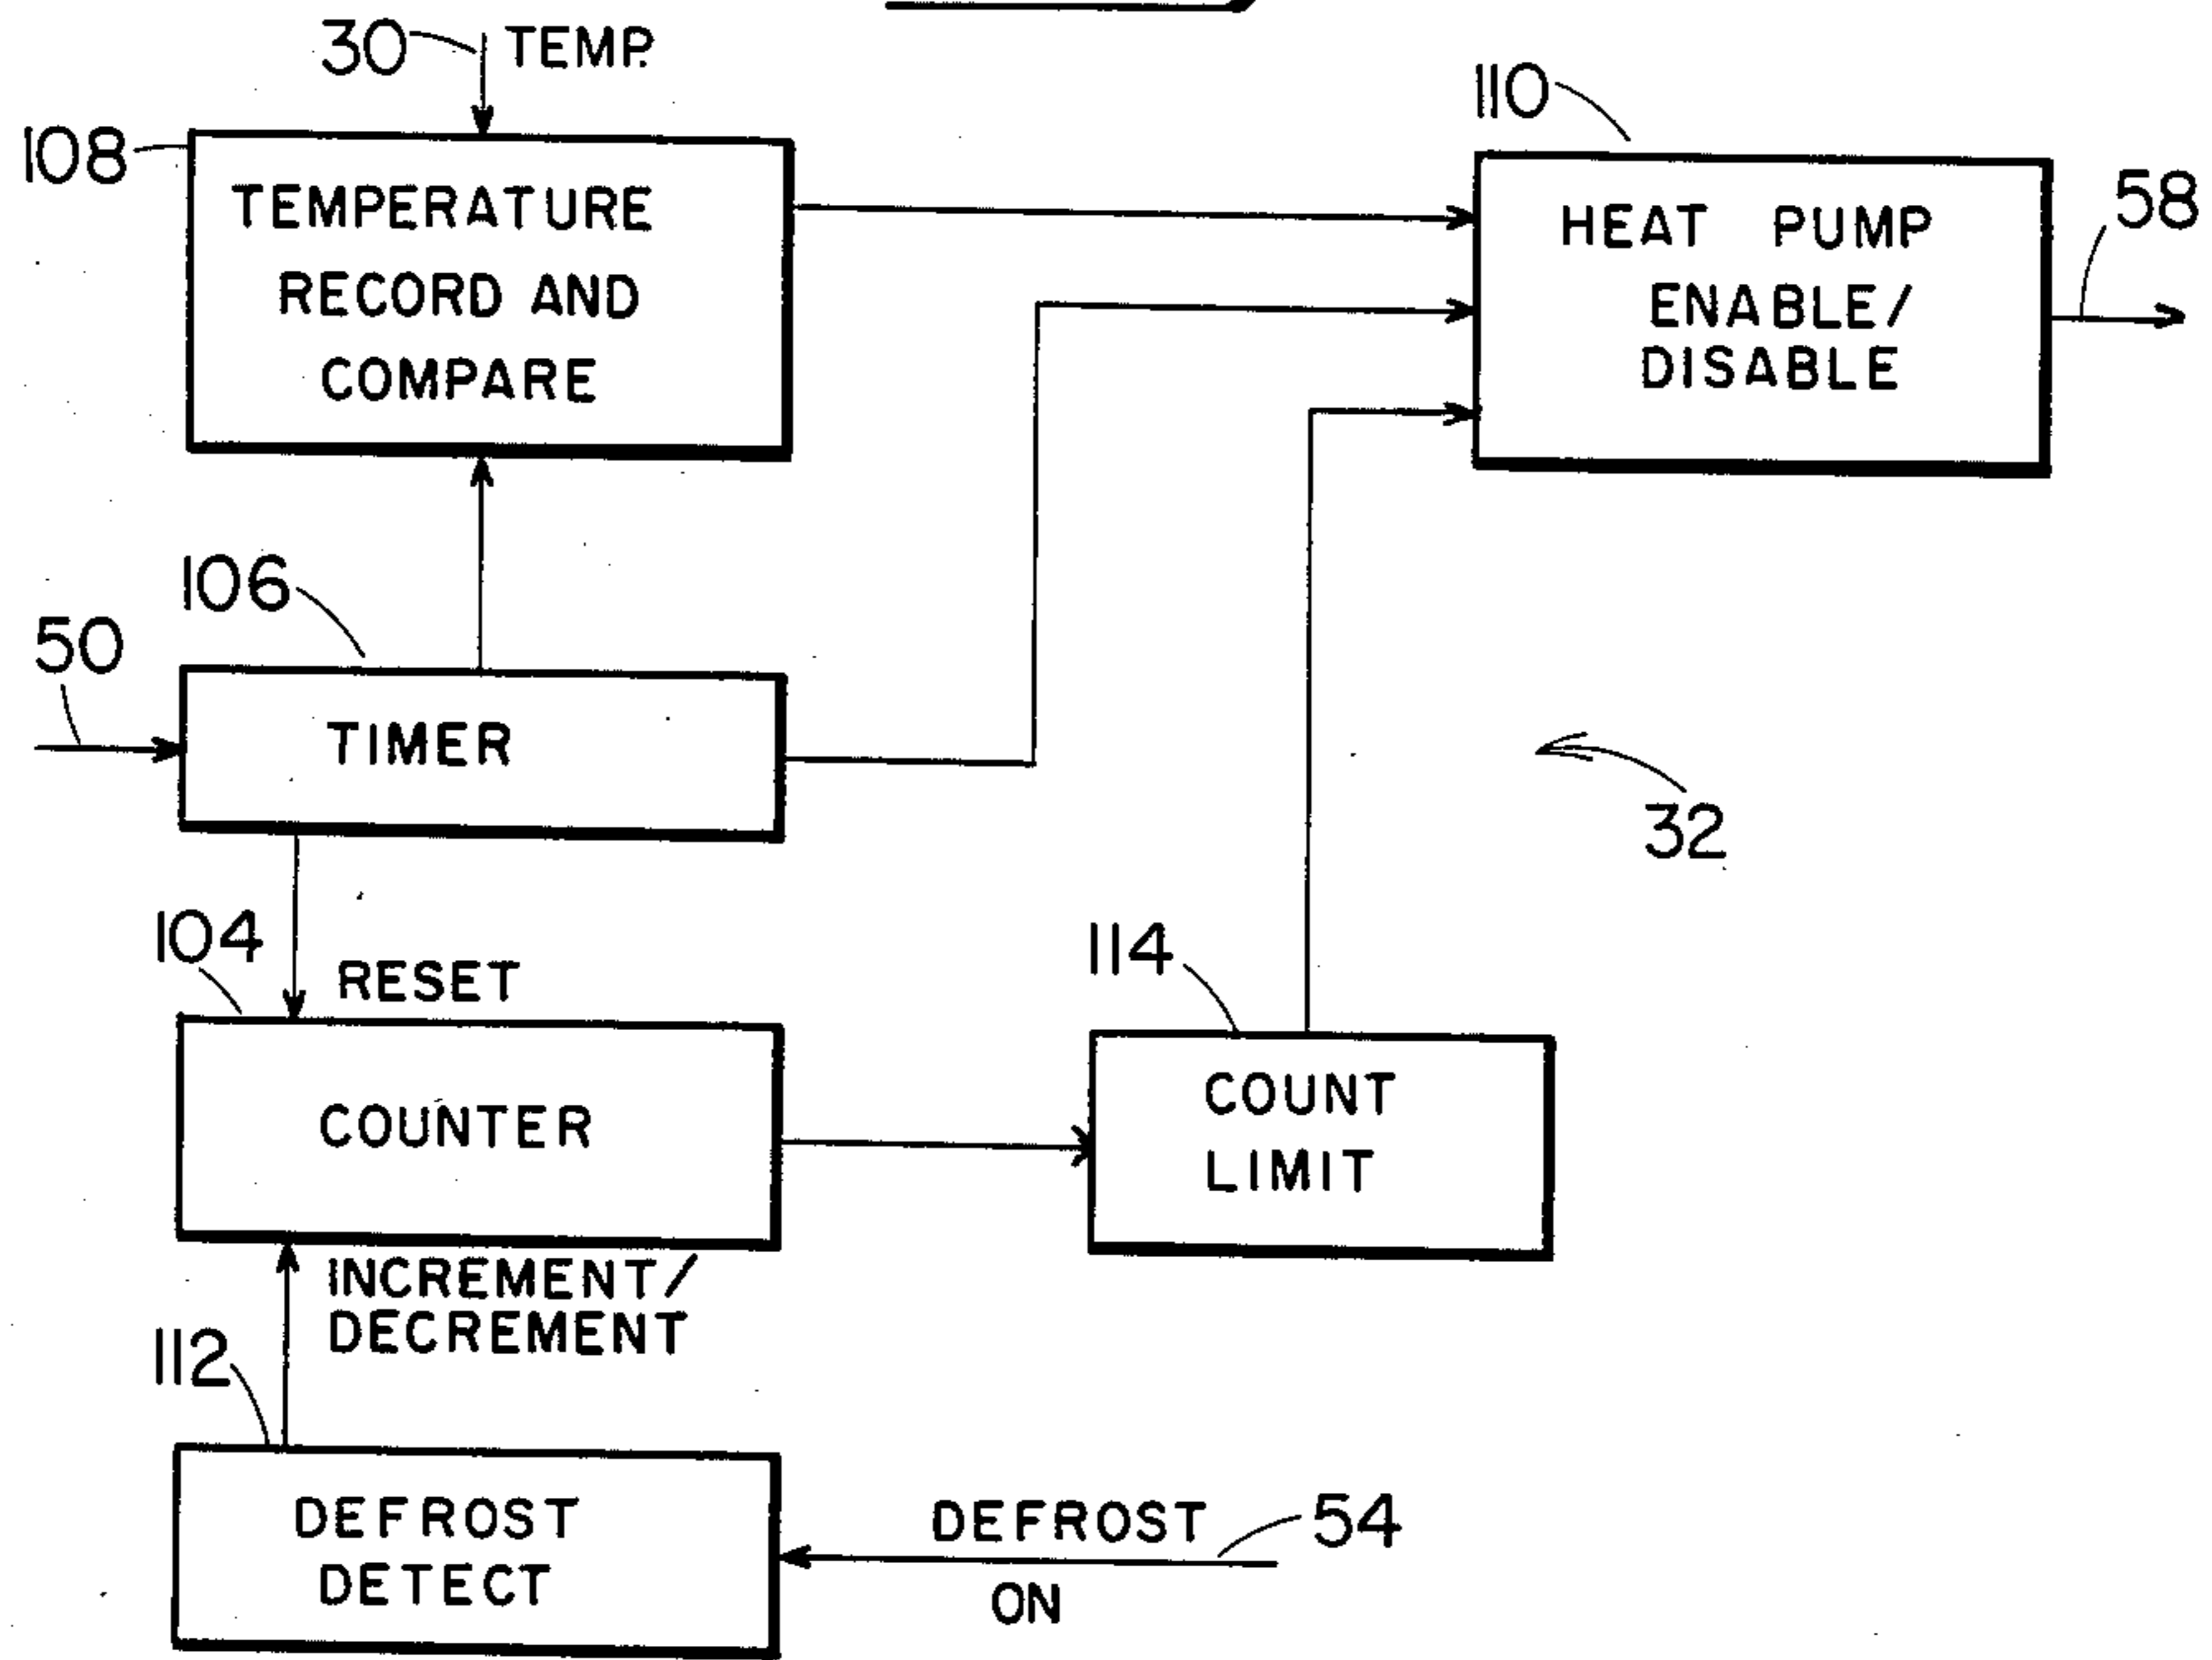 30
TEMP.
108
TEMPERATURE
RECORD AND
COMPARE
110
HEAT PUMP
ENABLE/
DISABLE
58
106
50
TIMER
32
104
RESET
COUNTER
114
COUNT
LIMIT
INCREMENT/
DECREMENT
112
DEFROST
DETECT
DEFROST
ON
54